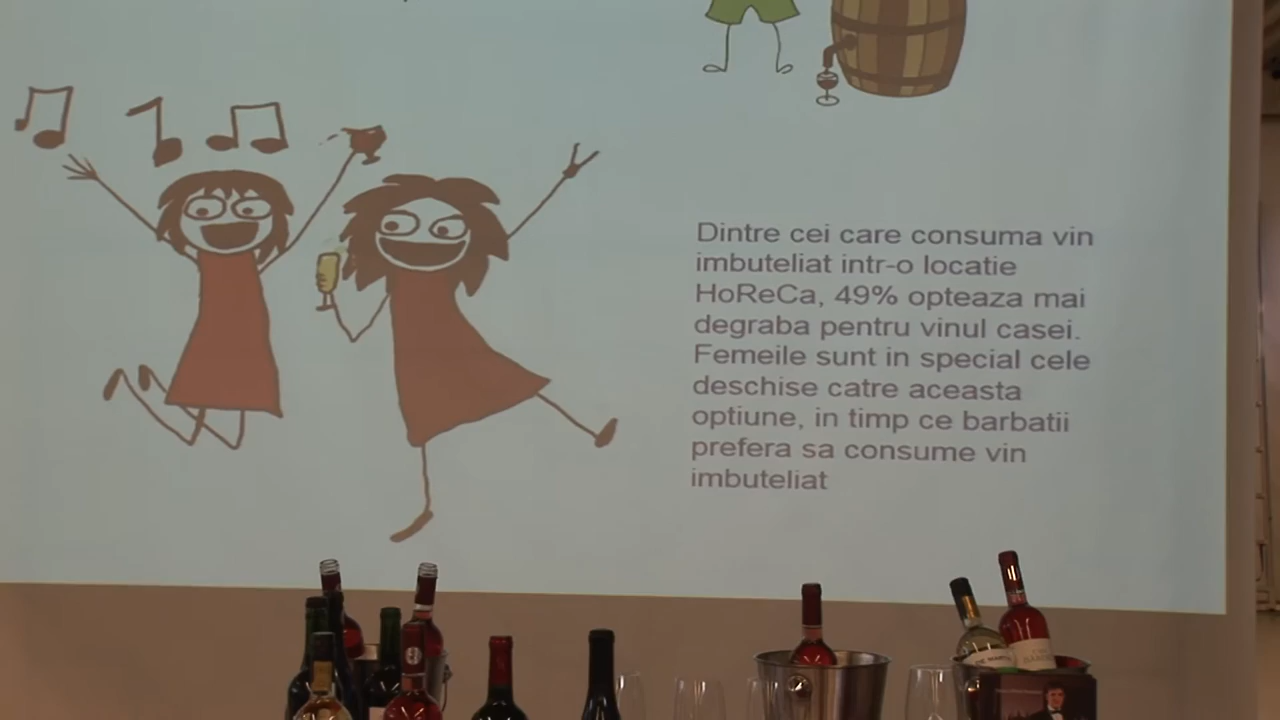 Dintre cei care consuma vin
imbuteliat intr-o locatie
HoReCa, 49% opteaza mai
degraba pentru vinul casei.
Femeile sunt in special cele
deschise catre aceasta
optiune, in timp ce barbatii
prefera sa consume vin
imbuteliat